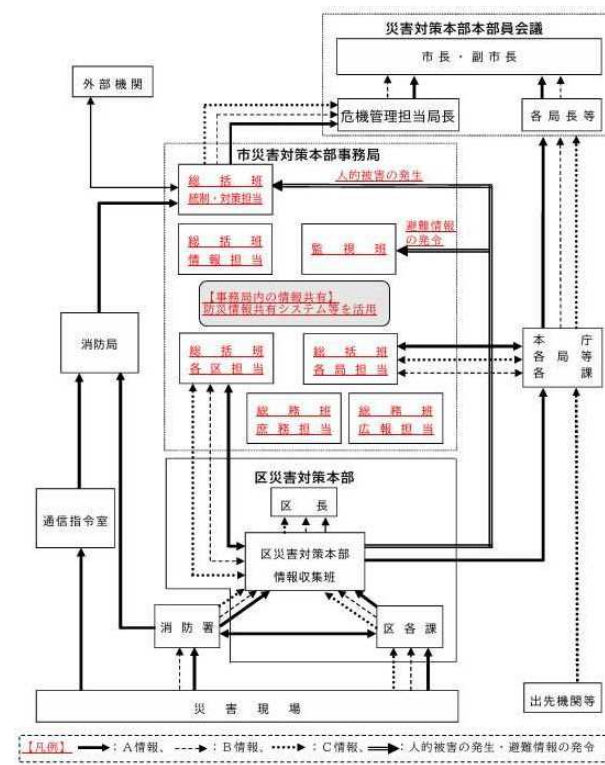 災害対策本部本部員会議
市長・副市長
外部機関
危機管理担当局長
各局長等
市災害対策本部事務局
総括班
統制・対策担当
人的被害の発生
総括班
情報担当
監視班
避難情報
の発令
【事務局内の情報共有】
防災情報共有システム等を活用
消防局
総括班
各区担当
総括班
各局担当
本庁
各局等
各課
総務班
庶務担当
総務班
広報担当
区災害対策本部
区長
通信指令室
区災害対策本部
情報収集班
消防署
区各課
災害現場
出先機関等
【凡例】 :A情報、 :B情報、 :C情報、 :人的被害の発生・避難情報の発令